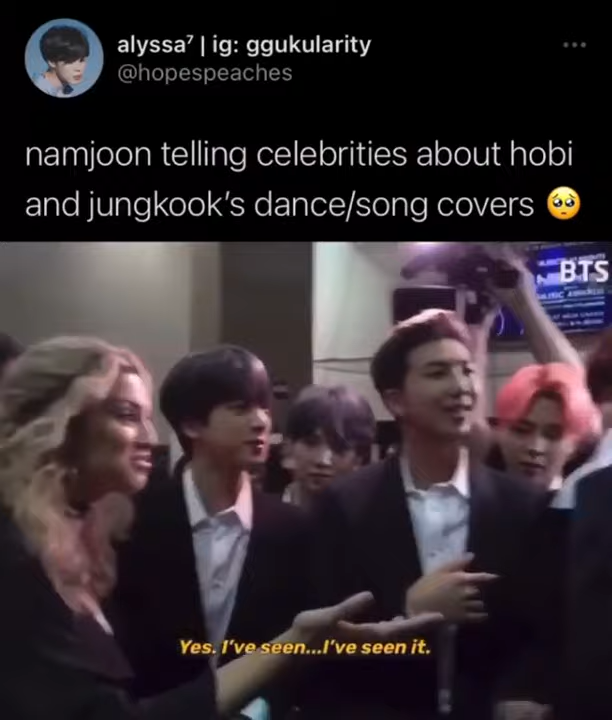 alyssa⁷ | ig: ggukularity
@hopespeaches
namjoon telling celebrities about hobi
and jungkook's dance/song covers 🥺
BTS
Yes. I've seen...I've seen it.